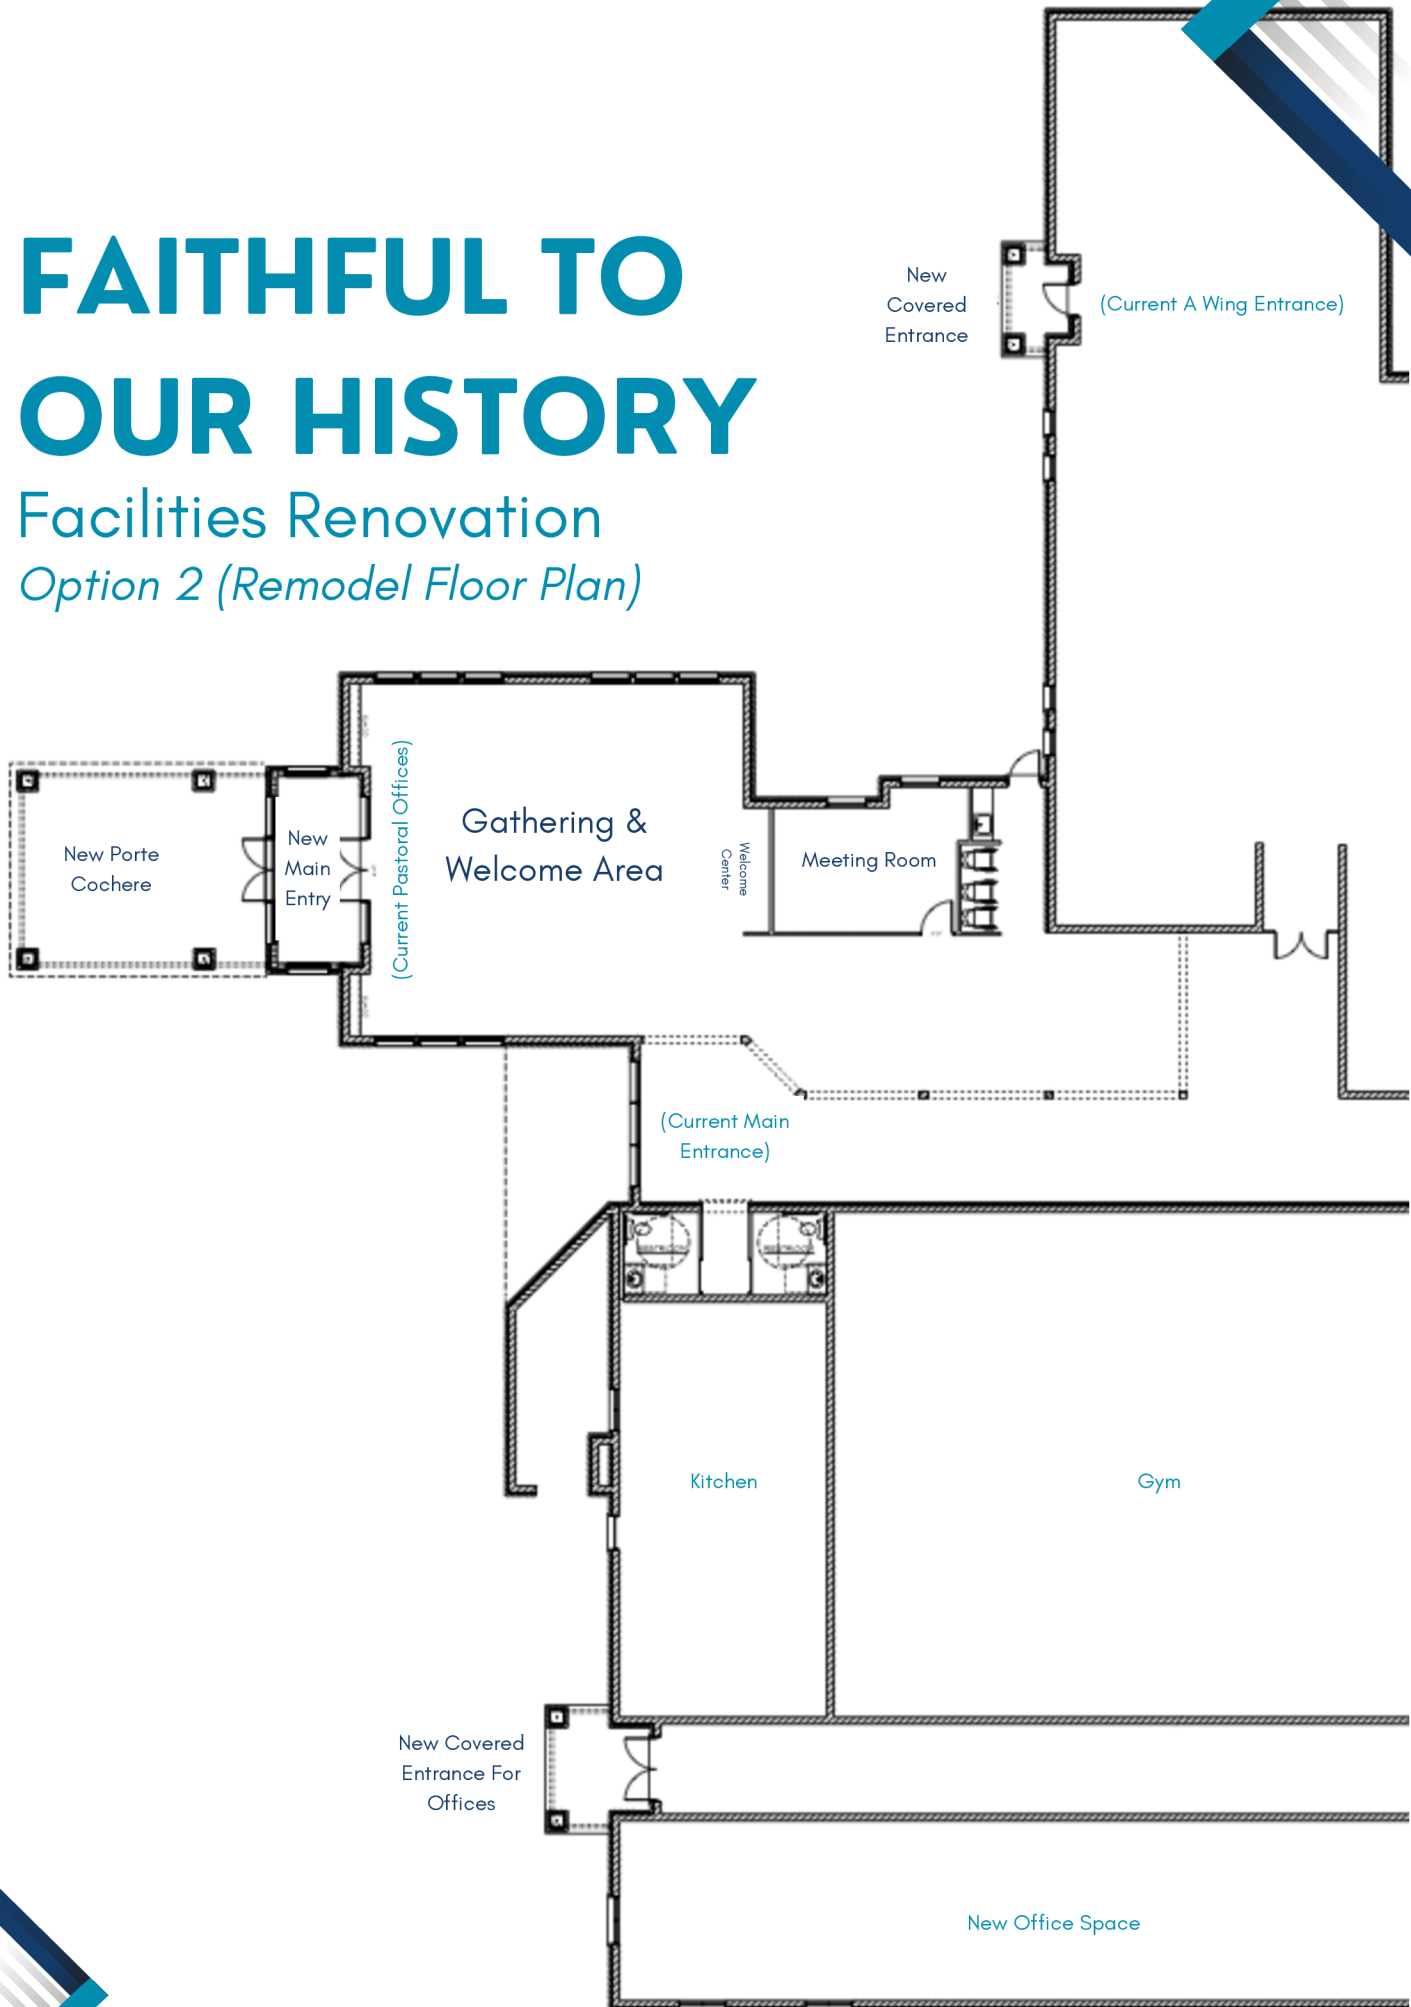 FAITHFUL TO
OUR HISTORY
Facilities Renovation
Option 2 (Remodel Floor Plan)
New
Covered
Entrance
(Current A Wing Entrance)
New Porte
Cochere
New
Main
Entry
(Current Pastoral Offices)
Gathering &
Welcome Area
Welcome
Center
Meeting Room
(Current Main
Entrance)
Kitchen
Gym
New Covered
Entrance For
Offices
New Office Space